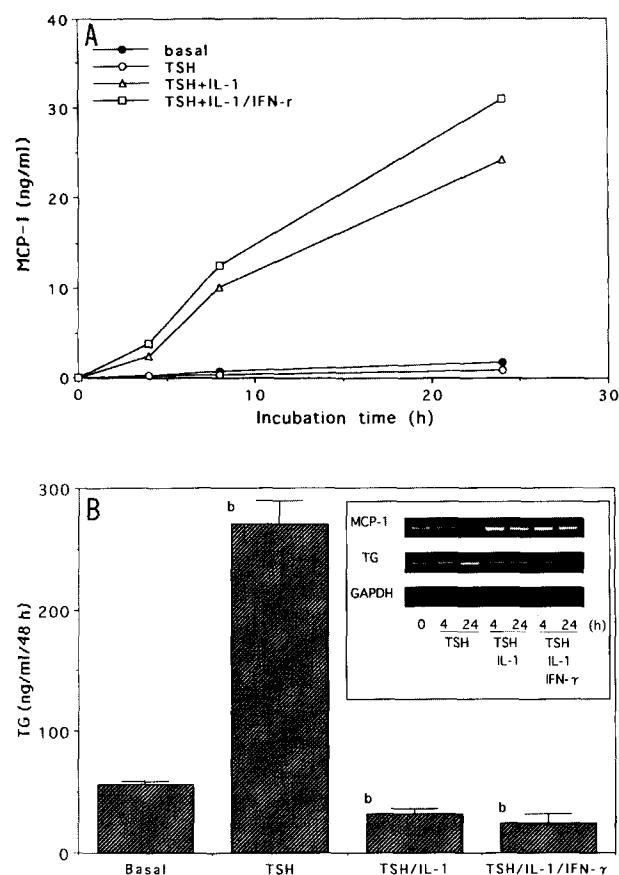 A
basal
TSH
TSH+IL-1
TSH+IL-1/IFN-r
40
30
20
10
0
MCP-1 (ng/ml)
0 10 20 30
Incubation time (h)
B
300
200
100
0
TG (ng/ml/48 h)
b
b
b
MCP-1
TG
GAPDH
0 4 24 4 24 4 24 (h)
TSH TSH TSH
IL-1 IL-1
IFN-γ
Basal TSH TSH/IL-1 TSH/IL-1/IFN-γ